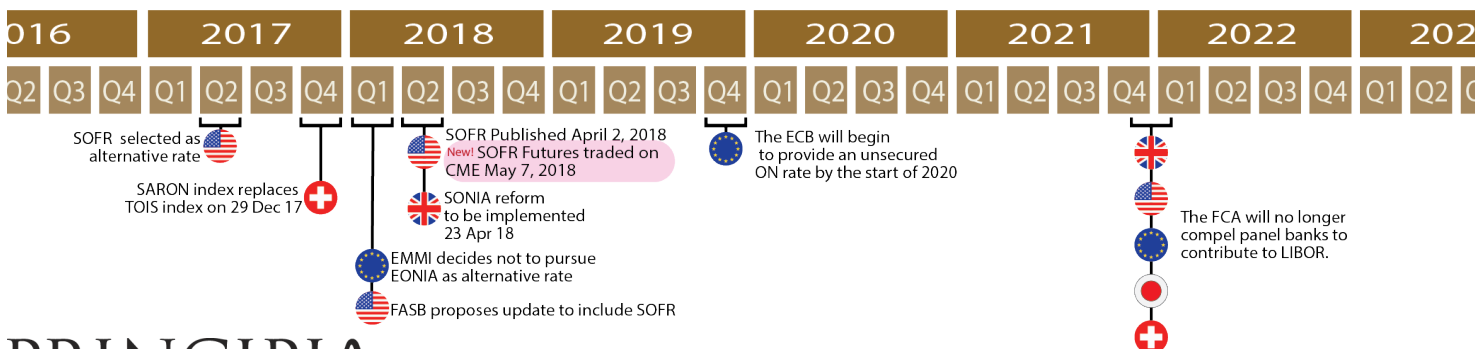 016 2017 2018 2019 2020 2021 2022 202
Q2 Q3 Q4 Q1 Q2 Q3 Q4 Q1 Q2 Q3 Q4 Q1 Q2 Q3 Q4 Q1 Q2 Q3 Q4 Q1 Q2 Q3 Q4 Q1 Q2 Q3 Q4 Q1 Q2
SOFR selected as
alternative rate
SARON index replaces
TOIS index on 29 Dec 17
EMMI decides not to pursue
EONIA as alternative rate
FASB proposes update to include SOFR
SOFR Published April 2, 2018
New! SOFR Futures traded on
CME May 7, 2018
SONIA reform
to be implemented
23 Apr 18
The ECB will begin
to provide an unsecured
ON rate by the start of 2020
The FCA will no longer
compel panel banks to
contribute to LIBOR.
PRINCIPIA